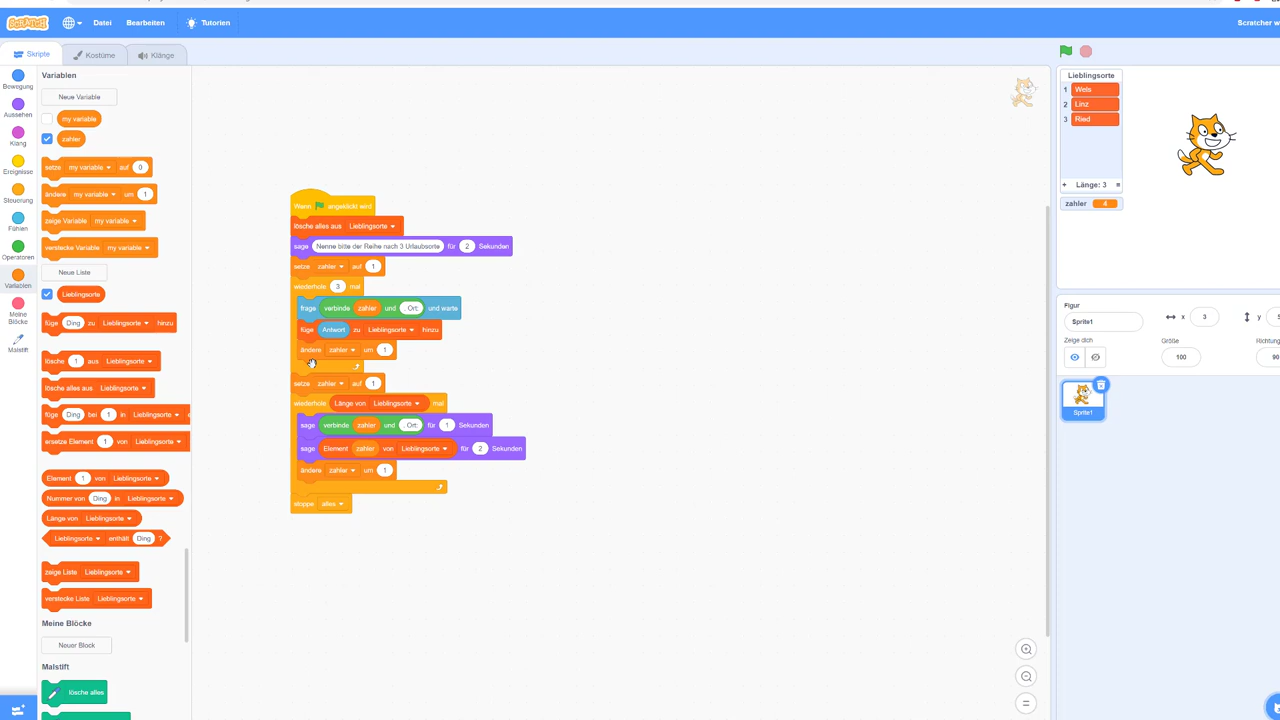 SCRATCH
Datei
Bearbeiten
Tutorien
Scratcher w
Skripte
Kostüme
Klänge
Bewegung
Aussehen
Klang
Ereignisse
Steuerung
Fühlen
Operatoren
Variablen
Meine
Blöcke
Malstift
Variablen
Neue Variable
my variable
zahler
setze my variable auf 0
ändere my variable um 1
zeige Variable my variable
verstecke Variable my variable
Neue Liste
Lieblingsorte
füge Ding zu Lieblingsorte hinzu
lösche 1 aus Lieblingsorte
lösche alles aus Lieblingsorte
füge Ding bei 1 in Lieblingsorte
ersetze Element 1 von Lieblingsorte
Element 1 von Lieblingsorte
Nummer von Ding in Lieblingsorte
Länge von Lieblingsorte
Lieblingsorte enthält Ding ?
zeige Liste Lieblingsorte
verstecke Liste Lieblingsorte
Meine Blöcke
Neuer Block
Malstift
lösche alles
Wenn angeklickt wird
lösche alles aus Lieblingsorte
sage Nenne bitte der Reihe nach 3 Urlaubsorte für 2 Sekunden
setze zahler auf 1
wiederhole 3 mal
frage verbinde zahler und Ort: und warte
füge Antwort zu Lieblingsorte hinzu
ändere zahler um 1
setze zahler auf 1
wiederhole Länge von Lieblingsorte mal
sage verbinde zahler und Ort: für 1 Sekunden
sage Element zahler von Lieblingsorte für 2 Sekunden
ändere zahler um 1
stoppe alles
Lieblingsorte
1 Wels
2 Linz
3 Ried
+ Länge: 3 =
zahler 4
Figur
Sprite1
x 3
y 5
Zeige dich
Größe
100
Richtung
90
Sprite1